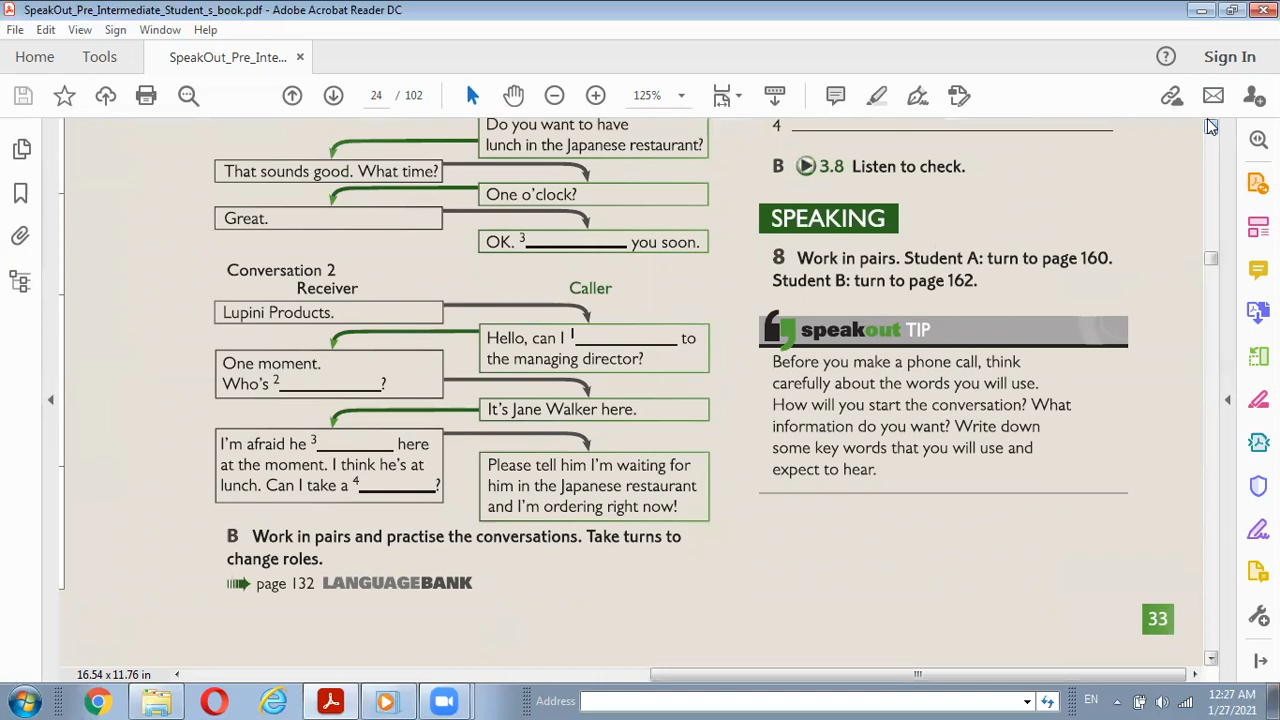 SpeakOut_Pre_Intermediate_Student_s_book.pdf - Adobe Acrobat Reader DC
File Edit View Sign Window Help
Home Tools SpeakOut_Pre_Inte... × ? Sign In
24 / 102 125%
Do you want to have
lunch in the Japanese restaurant?
That sounds good. What time?
One o'clock?
Great.
OK. 3 __________ you soon.
Conversation 2
Receiver Caller
Lupini Products.
Hello, can I 1 __________ to
the managing director?
One moment.
Who's 2 __________ ?
It's Jane Walker here.
I'm afraid he 3 ________ here
at the moment. I think he's at
lunch. Can I take a 4 ________ ?
Please tell him I'm waiting for
him in the Japanese restaurant
and I'm ordering right now!
B Work in pairs and practise the conversations. Take turns to
change roles.
page 132 LANGUAGEBANK
4 ______________________________
B 3.8 Listen to check.
SPEAKING
8 Work in pairs. Student A: turn to page 160.
Student B: turn to page 162.
speakout TIP
Before you make a phone call, think
carefully about the words you will use.
How will you start the conversation? What
information do you want? Write down
some key words that you will use and
expect to hear.
33
16.54 x 11.76 in
Address EN 12:27 AM
1/27/2021